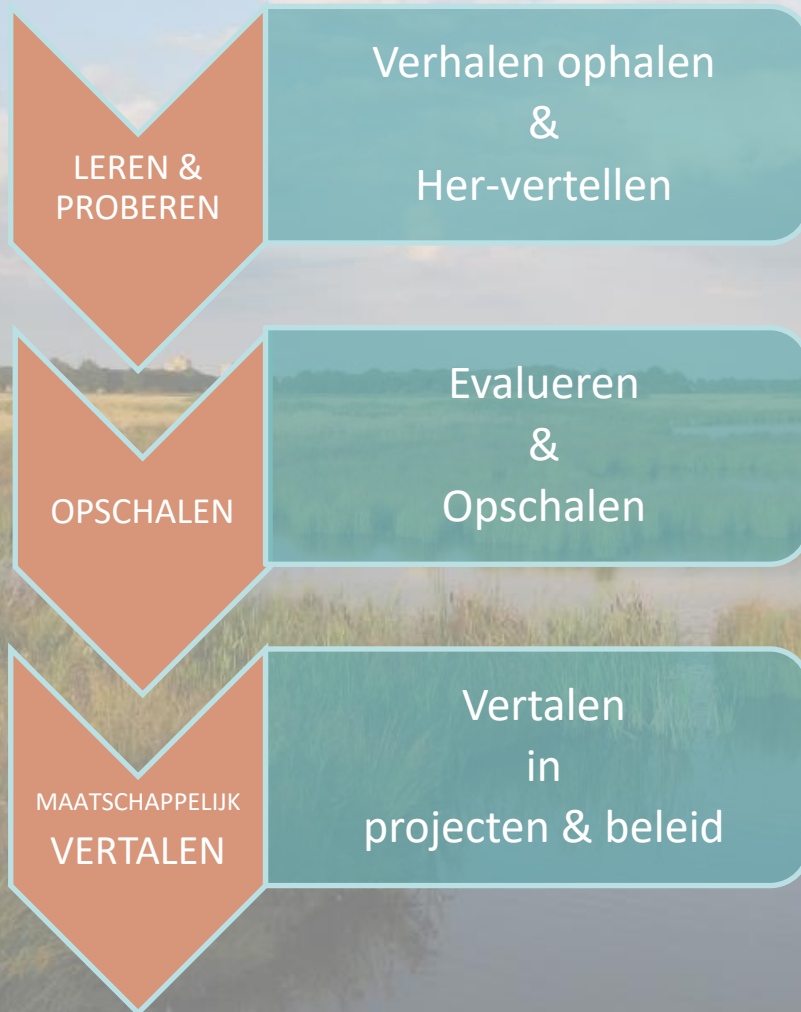 LEREN &
PROBEREN
Verhalen ophalen
&
Her-vertellen
OPSCHALEN
Evalueren
&
Opschalen
MAATSCHAPPELIJK
VERTALEN
Vertalen
in
projecten & beleid